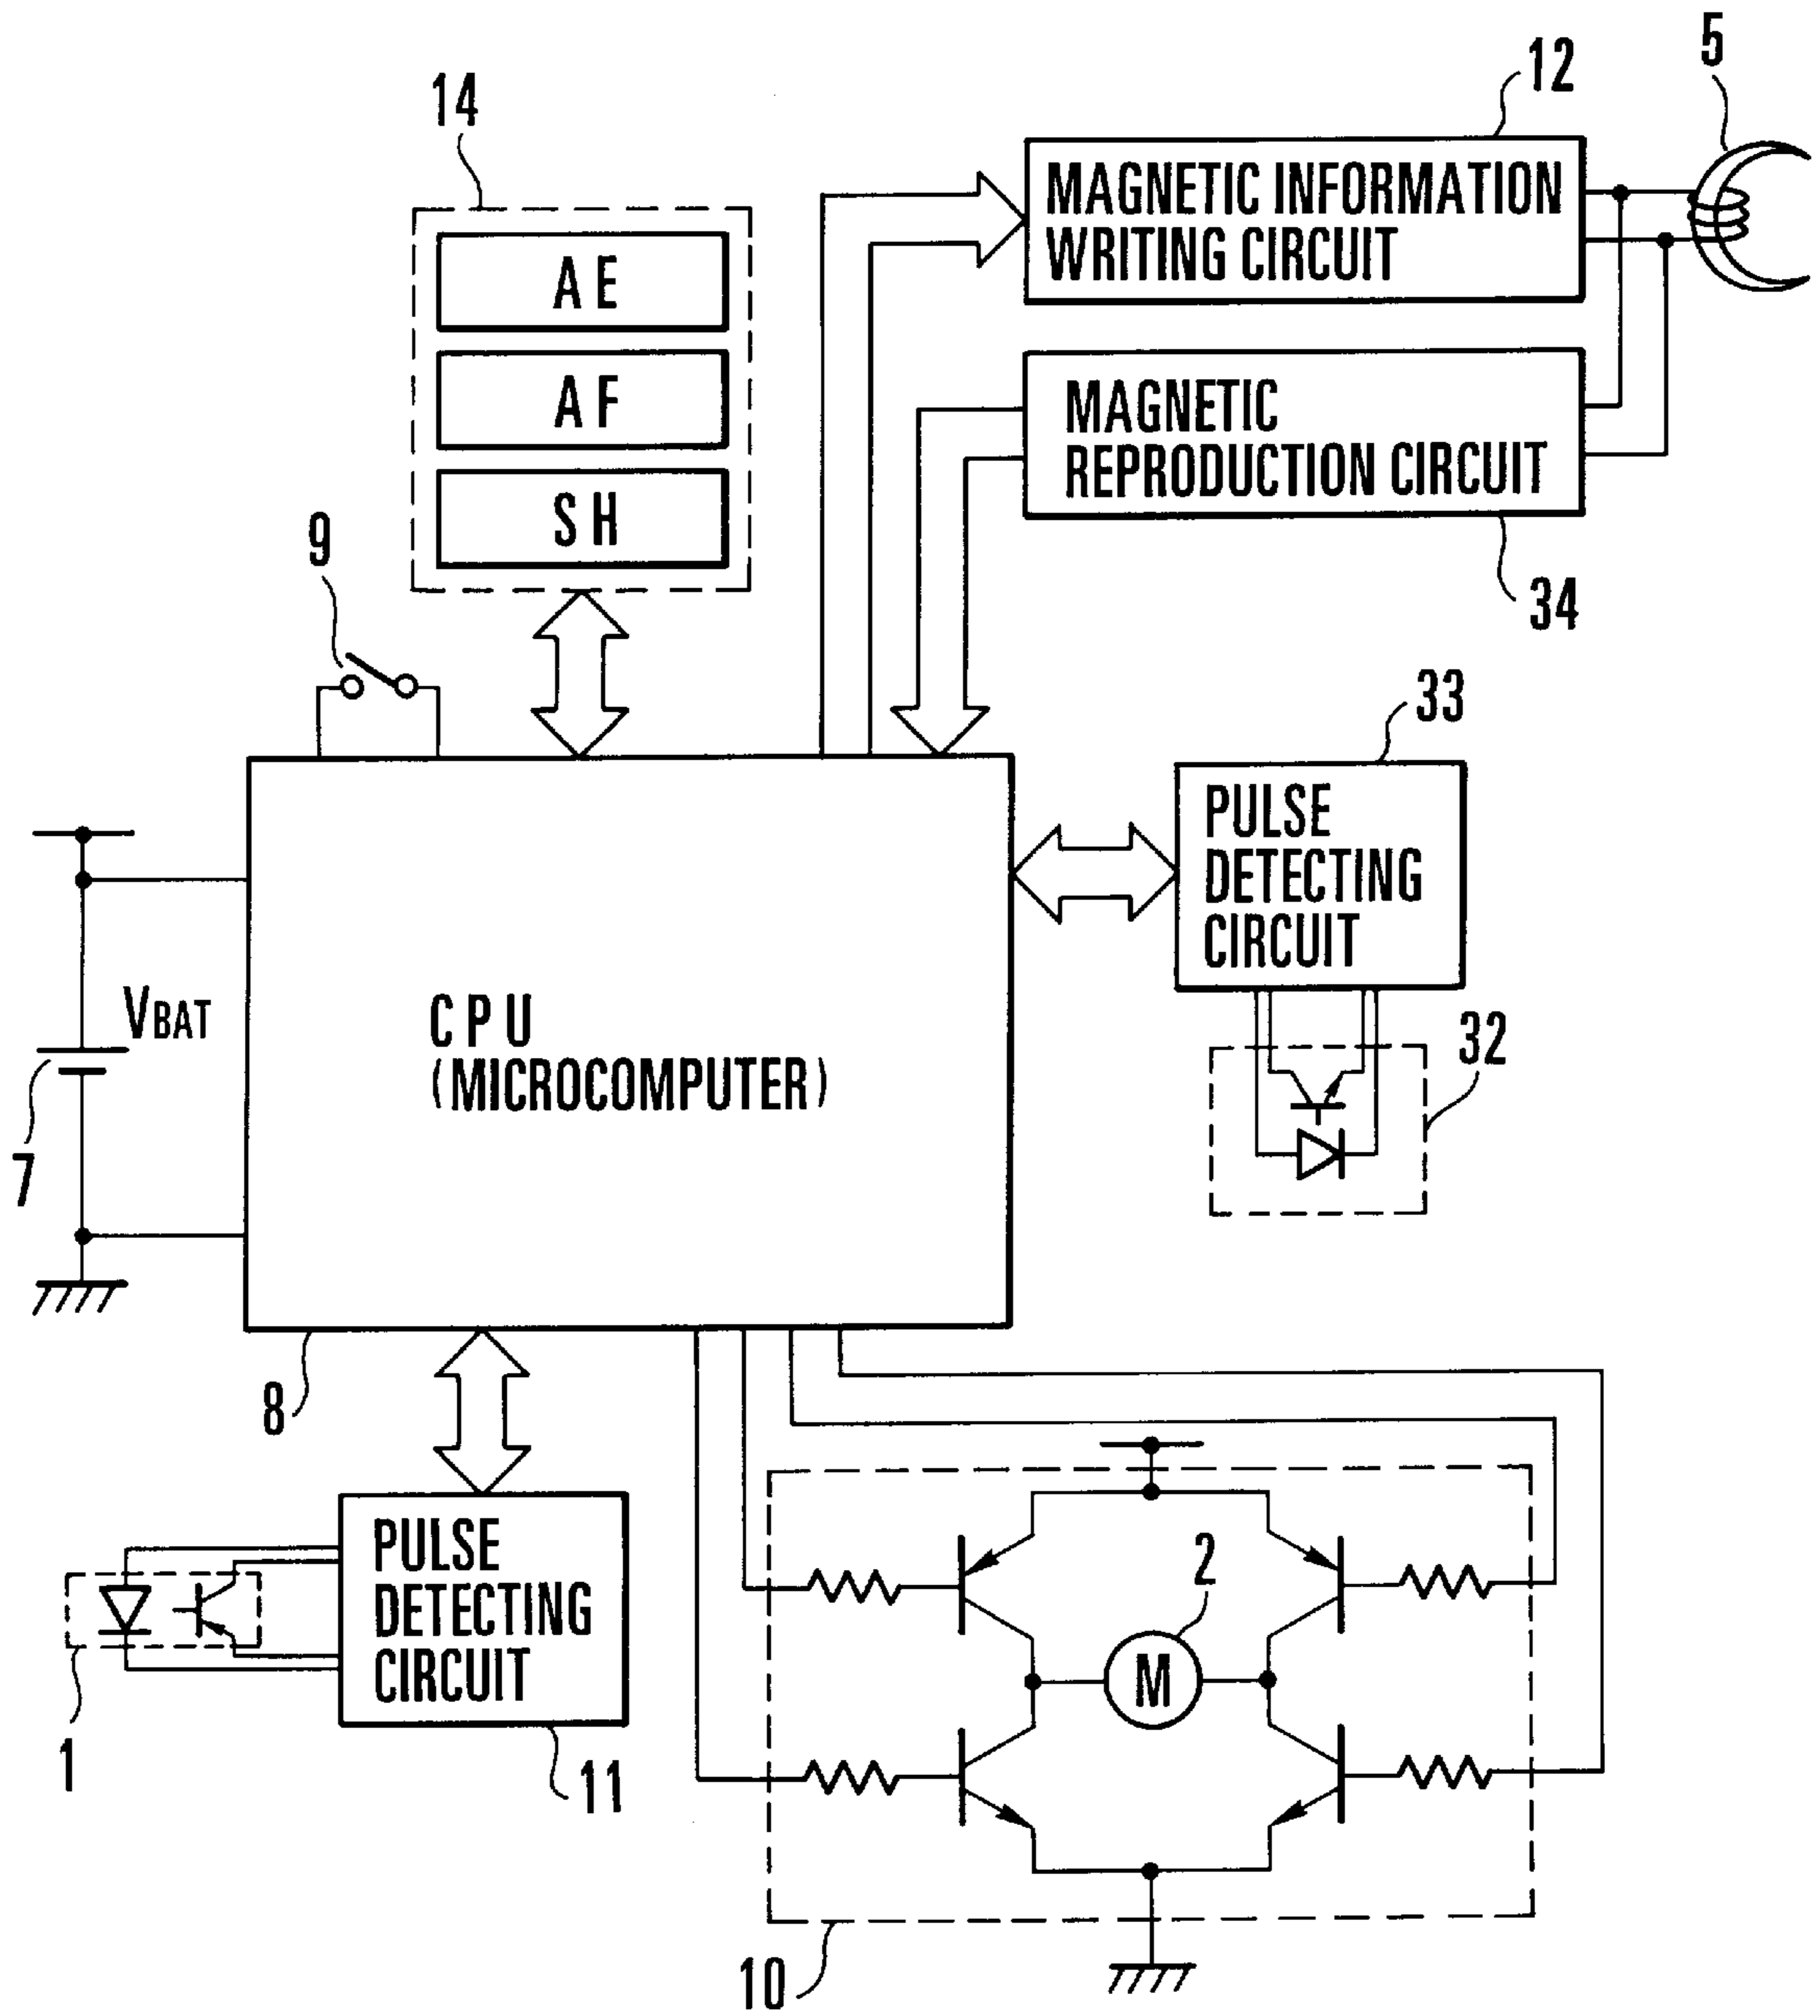 5
12
14
MAGNETIC INFORMATION
WRITING CIRCUIT
AE
AF
MAGNETIC
REPRODUCTION CIRCUIT
SH
9
34
33
PULSE
DETECTING
CIRCUIT
VBAT
CPU
(MICROCOMPUTER)
32
7
8
PULSE
DETECTING
CIRCUIT
2
M
1
11
10